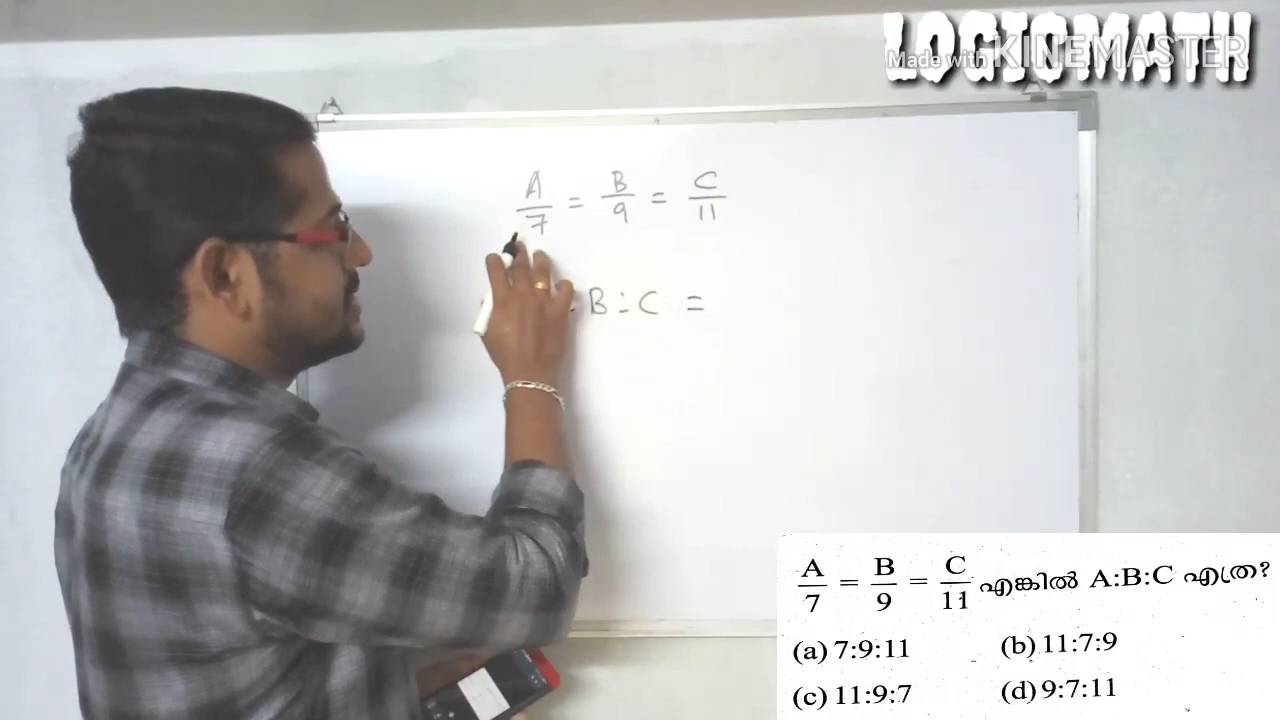 LOGICMATH
Made with KINEMASTER
A/7 = B/9 = C/11
: B : C =
A/7 = B/9 = C/11 എങ്കിൽ A:B:C എത്ര?
(a) 7:9:11 (b) 11:7:9
(c) 11:9:7 (d) 9:7:11